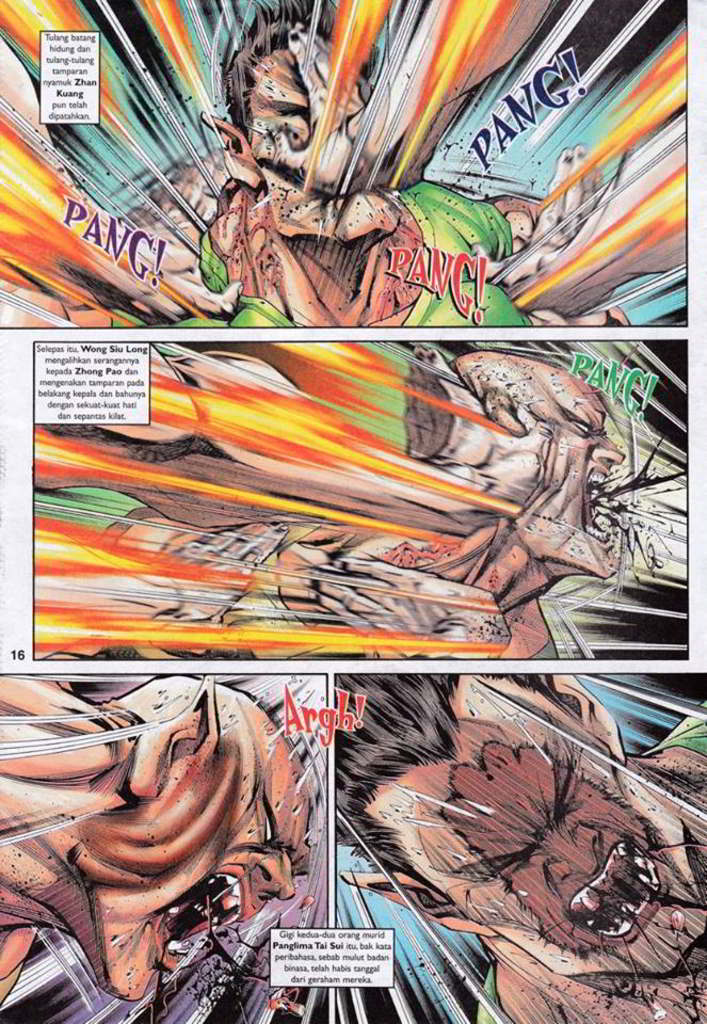 Tulang batang
hidung dan
tulang-tulang
tamparan
nyamuk Zhan
Kuang
pun telah
dipatahkan.
PANG!
PANG!
PANG!
Selepas itu, Wong Siu Long
mengalihkan serangannya
kepada Zhong Pao dan
mengenakan tamparan pada
belakang kepala dan bahunya
dengan sekuat-kuat hati
dan sepantas kilat.
PANG!
16
Argh!
Gigi kedua-dua orang murid
Panglima Tai Sui itu, bak kata
peribahasa, sebab mulut badan
binasa, telah habis tanggal
dari geraham mereka.